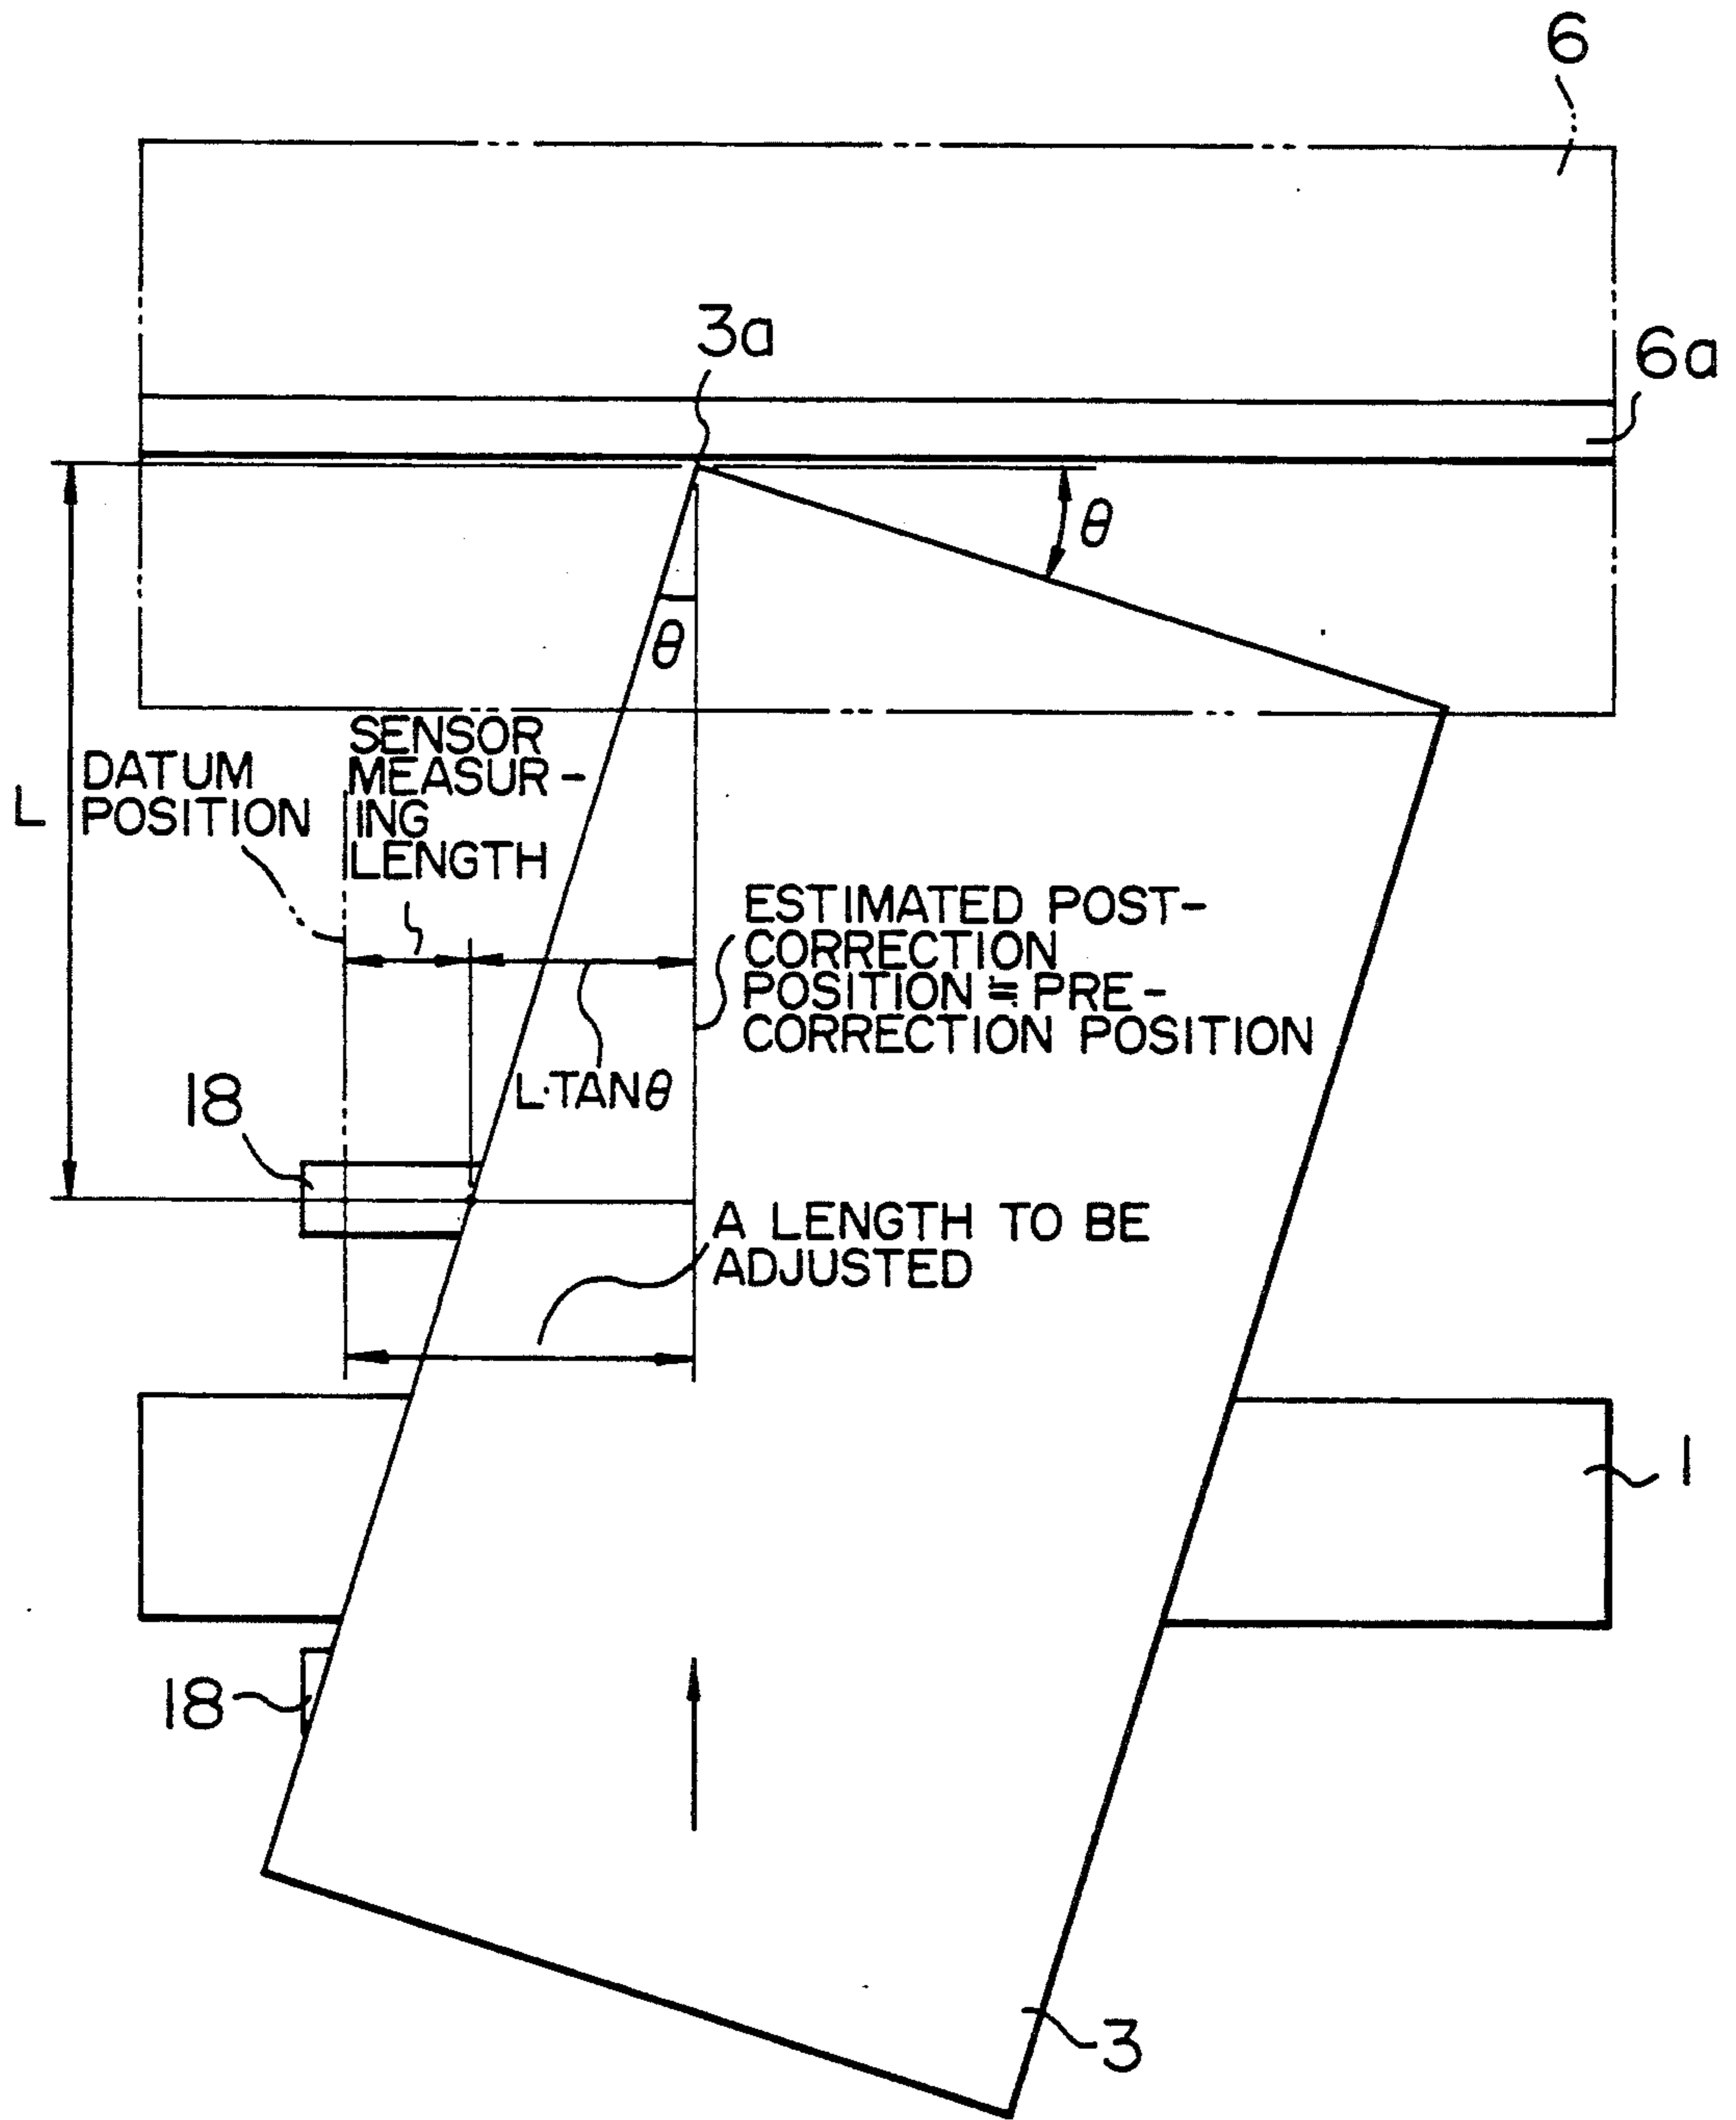 6
3a
6a
θ
θ
SENSOR
MEASUR-
ING
LENGTH
DATUM
POSITION
L
ESTIMATED POST-
CORRECTION
POSITION ≡ PRE-
CORRECTION POSITION
L·TANθ
18
A LENGTH TO BE
ADJUSTED
1
18
3